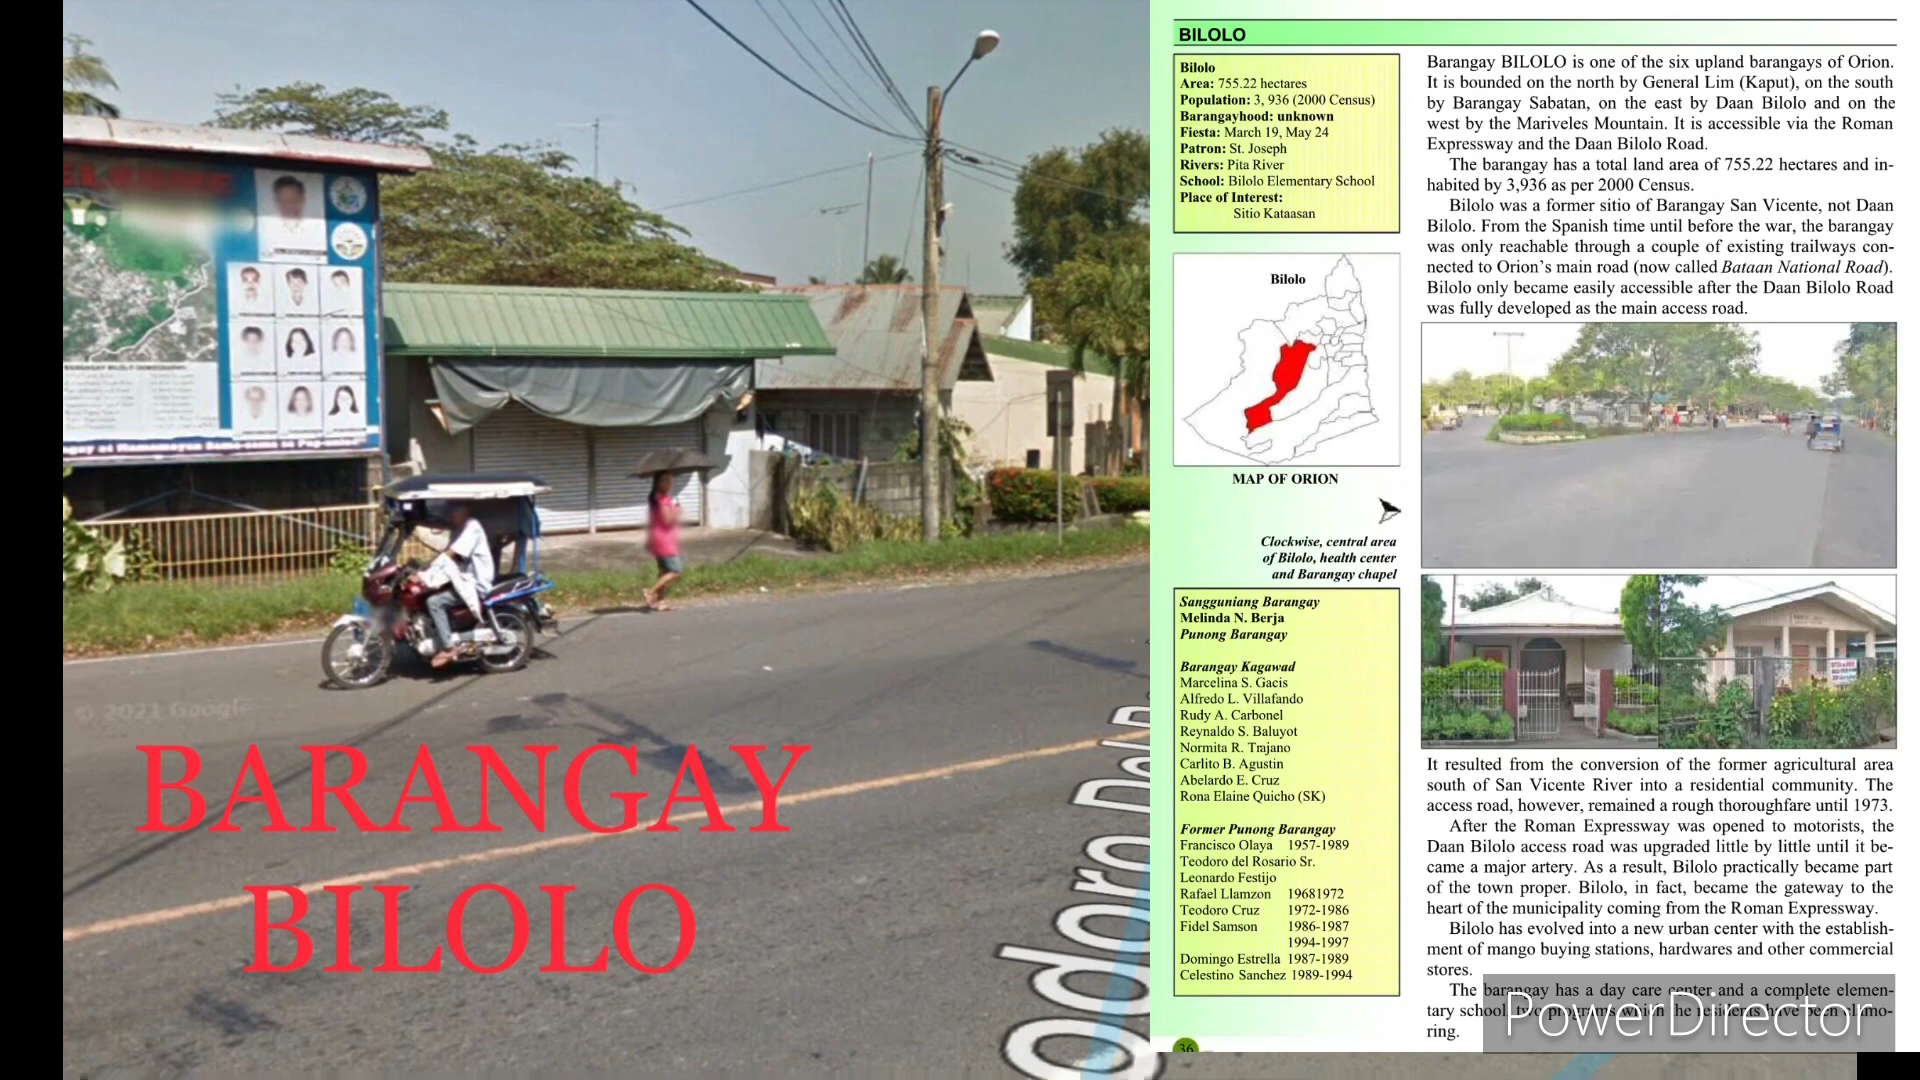 © 2021 Google
BARANGAY
BILOLO
BILOLO
Bilolo
Area: 755.22 hectares
Population: 3, 936 (2000 Census)
Barangayhood: unknown
Fiesta: March 19, May 24
Patron: St. Joseph
Rivers: Pita River
School: Bilolo Elementary School
Place of Interest:
Sitio Kataasan
Bilolo
MAP OF ORION
Clockwise, central area
of Bilolo, health center
and Barangay chapel
Sangguniang Barangay
Melinda N. Berja
Punong Barangay
Barangay Kagawad
Marcelina S. Gacis
Alfredo L. Villafando
Rudy A. Carbonel
Reynaldo S. Baluyot
Normita R. Trajano
Carlito B. Agustin
Abelardo E. Cruz
Rona Elaine Quicho (SK)
Former Punong Barangay
Francisco Olaya 1957-1989
Teodoro del Rosario Sr.
Leonardo Festijo
Rafael Llamzon 19681972
Teodoro Cruz 1972-1986
Fidel Samson 1986-1987
1994-1997
Domingo Estrella 1987-1989
Celestino Sanchez 1989-1994
36
Barangay BILOLO is one of the six upland barangays of Orion.
It is bounded on the north by General Lim (Kaput), on the south
by Barangay Sabatan, on the east by Daan Bilolo and on the
west by the Mariveles Mountain. It is accessible via the Roman
Expressway and the Daan Bilolo Road.
The barangay has a total land area of 755.22 hectares and in-
habited by 3,936 as per 2000 Census.
Bilolo was a former sitio of Barangay San Vicente, not Daan
Bilolo. From the Spanish time until before the war, the barangay
was only reachable through a couple of existing trailways con-
nected to Orion's main road (now called Bataan National Road).
Bilolo only became easily accessible after the Daan Bilolo Road
was fully developed as the main access road.
It resulted from the conversion of the former agricultural area
south of San Vicente River into a residential community. The
access road, however, remained a rough thoroughfare until 1973.
After the Roman Expressway was opened to motorists, the
Daan Bilolo access road was upgraded little by little until it be-
came a major artery. As a result, Bilolo practically became part
of the town proper. Bilolo, in fact, became the gateway to the
heart of the municipality coming from the Roman Expressway.
Bilolo has evolved into a new urban center with the establish-
ment of mango buying stations, hardwares and other commercial
stores.
The barangay has a day care center and a complete elemen-
tary school, two programs which the residents have been clamo-
ring.
PowerDirector